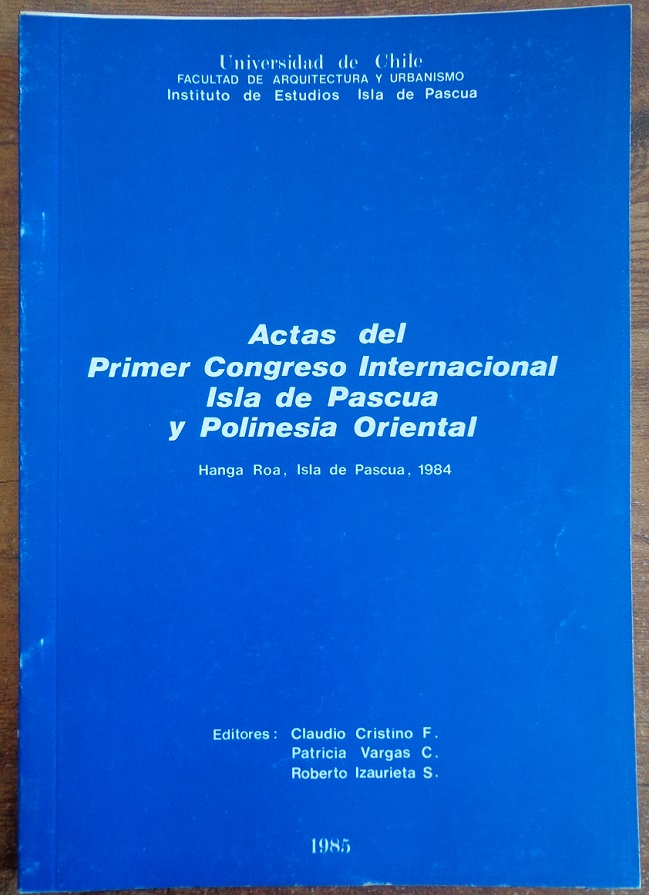 Universidad de Chile
FACULTAD DE ARQUITECTURA Y URBANISMO
Instituto de Estudios Isla de Pascua
Actas del
Primer Congreso Internacional
Isla de Pascua
y Polinesia Oriental
Hanga Roa, Isla de Pascua, 1984
Editores: Claudio Cristino F.
Patricia Vargas C.
Roberto Izaurieta S.
1985